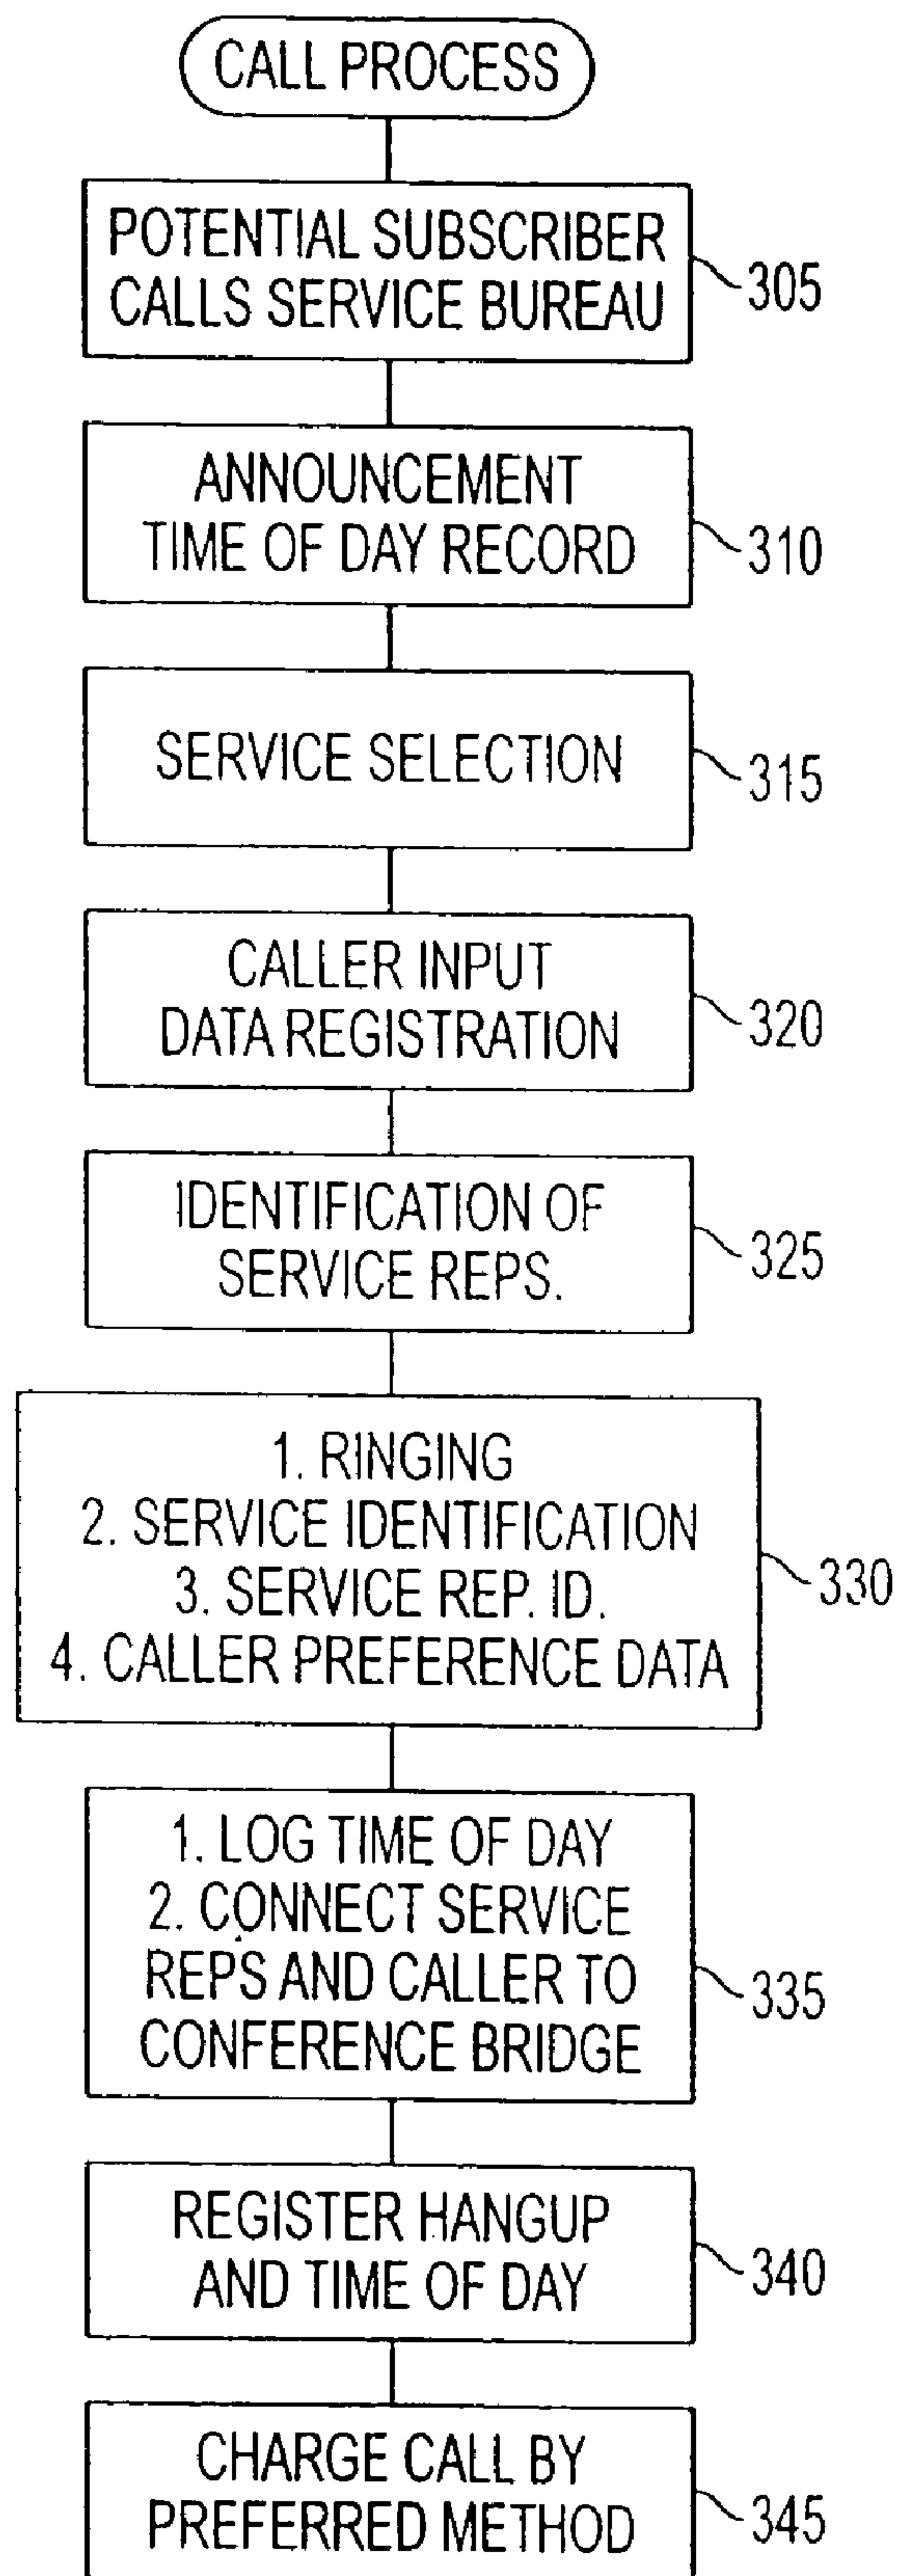 CALL PROCESS
POTENTIAL SUBSCRIBER
CALLS SERVICE BUREAU
305
ANNOUNCEMENT
TIME OF DAY RECORD
310
SERVICE SELECTION
315
CALLER INPUT
DATA REGISTRATION
320
IDENTIFICATION OF
SERVICE REPS.
325
1. RINGING
2. SERVICE IDENTIFICATION
3. SERVICE REP. ID.
4. CALLER PREFERENCE DATA
330
1. LOG TIME OF DAY
2. CONNECT SERVICE
REPS AND CALLER TO
CONFERENCE BRIDGE
335
REGISTER HANGUP
AND TIME OF DAY
340
CHARGE CALL BY
PREFERRED METHOD
345